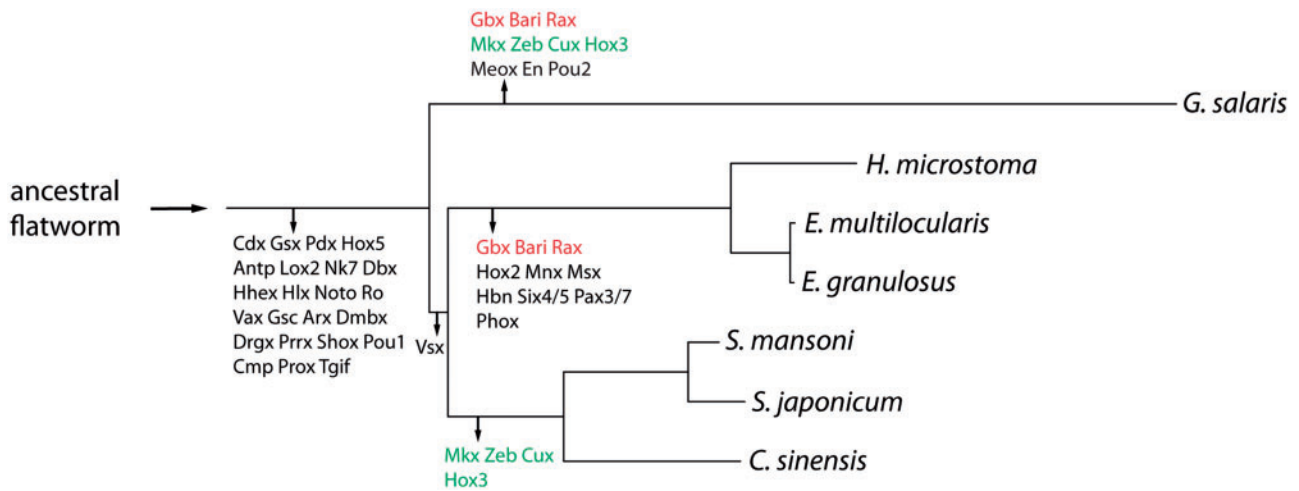 Gbx Bari Rax
Mkx Zeb Cux Hox3
Meox En Pou2
G. salaris
H. microstoma
ancestral
flatworm
E. multilocularis
Cdx Gsx Pdx Hox5
Antp Lox2 Nk7 Dbx
Hhex Hlx Noto Ro
Vax Gsc Arx Dmbx
Drgx Prrx Shox Pou1
Cmp Prox Tgif
Gbx Bari Rax
Hox2 Mnx Msx
Hbn Six4/5 Pax3/7
Phox
E. granulosus
Vsx
S. mansoni
S. japonicum
Mkx Zeb Cux
Hox3
C. sinensis